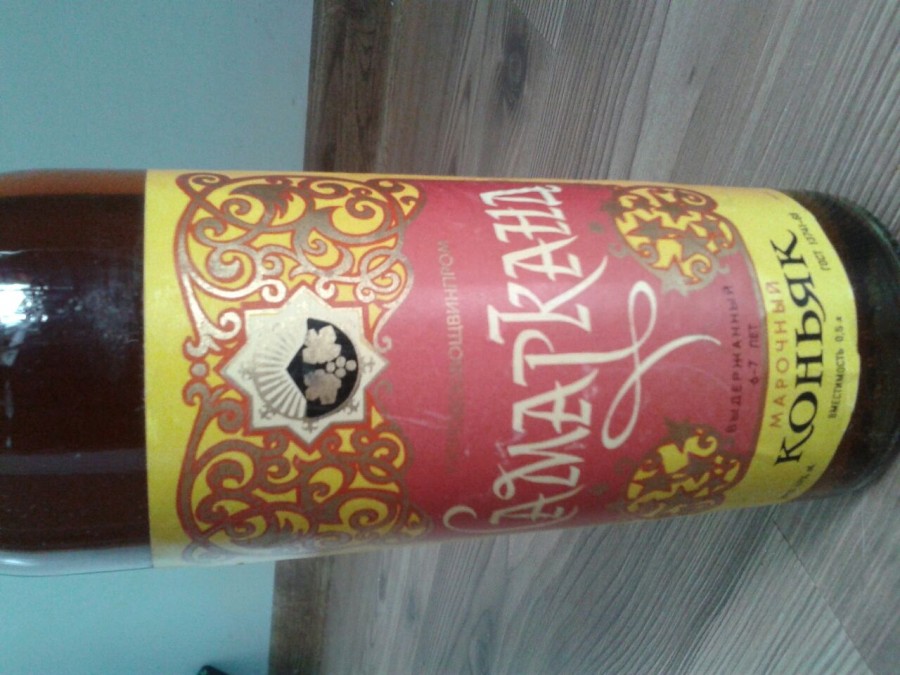 САМАРКАНД
ВЫДЕРЖАННЫЙ
6-7 ЛЕТ
МАРОЧНЫЙ
КОНЬЯК
ВМЕСТИМОСТЬ 0,5 л